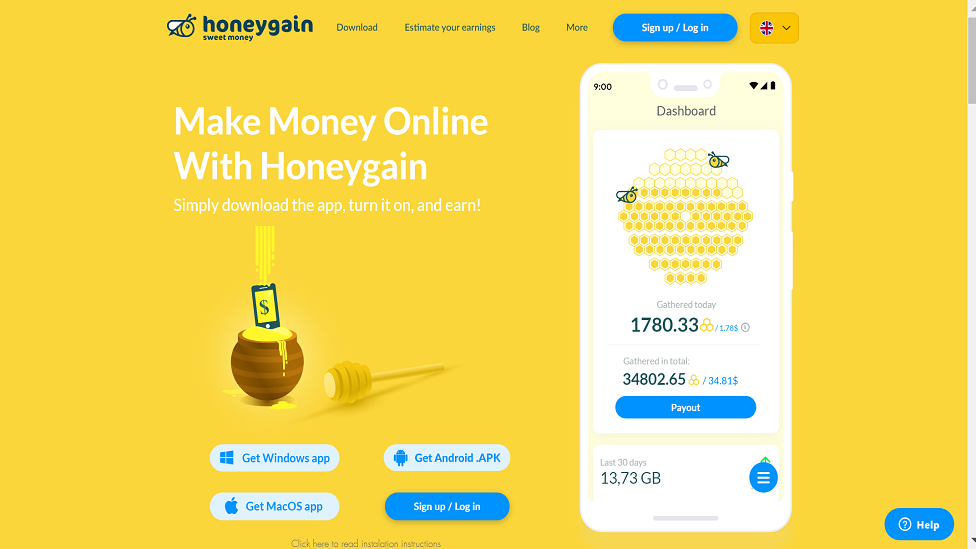 honeygain
sweet money
Download
Estimate your earnings
Blog
More
Sign up / Log in
Make Money Online
With Honeygain
Simply download the app, turn it on, and earn!
$
Get Windows app
Get Android .APK
Get MacOS app
Sign up / Log in
Click here to read instalation instructions
9:00
Dashboard
Gathered today
1780.33 / 1.78$
Gathered in total:
34802.65 / 34.81$
Payout
Last 30 days
13,73 GB
Help